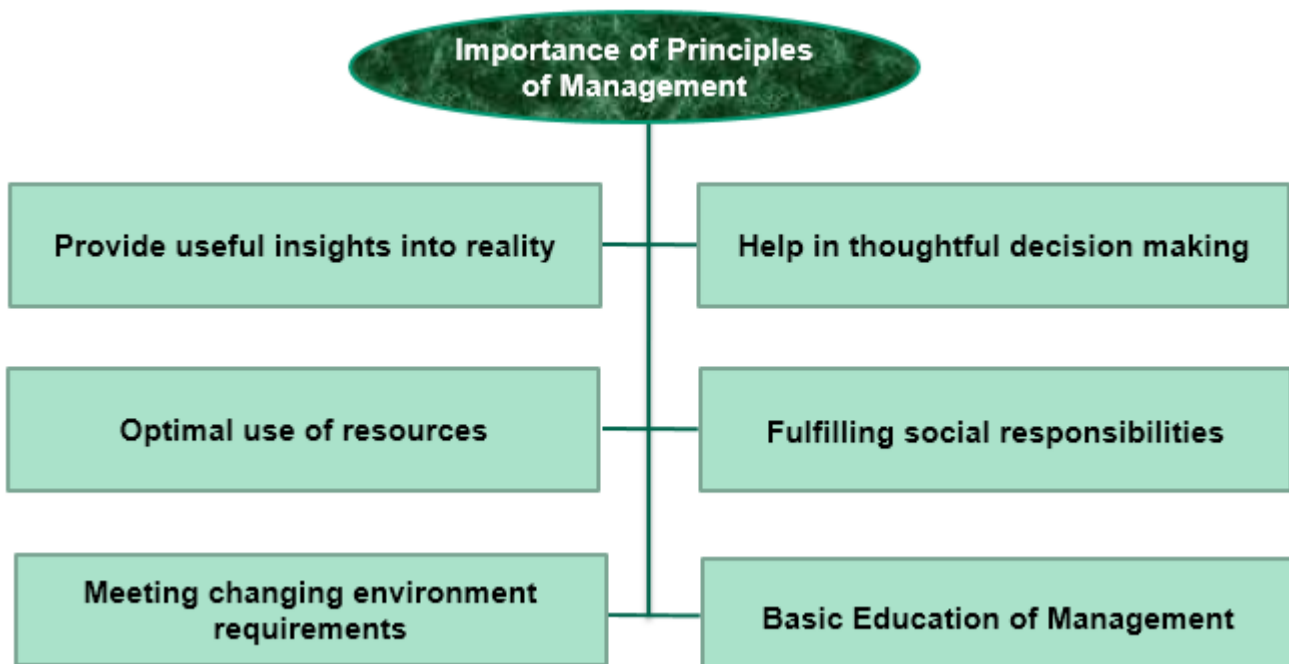 Importance of Principles
of Management
Provide useful insights into reality
Help in thoughtful decision making
Optimal use of resources
Fulfilling social responsibilities
Meeting changing environment
requirements
Basic Education of Management